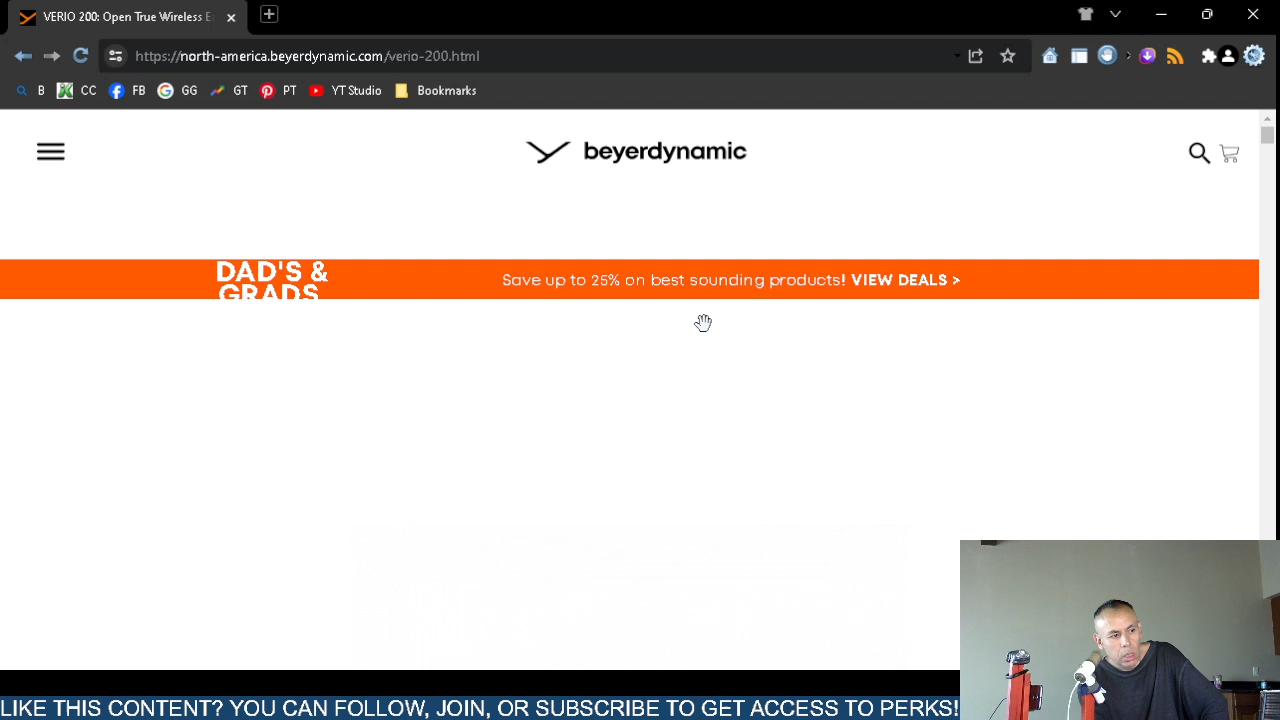 VERIO 200: Open True Wireless E
https://north-america.beyerdynamic.com/verio-200.html
B CC FB GG GT PT YT Studio Bookmarks
beyerdynamic
DAD'S &
GRADS
Save up to 25% on best sounding products! VIEW DEALS >
LIKE THIS CONTENT? YOU CAN FOLLOW, JOIN, OR SUBSCRIBE TO GET ACCESS TO PERKS!